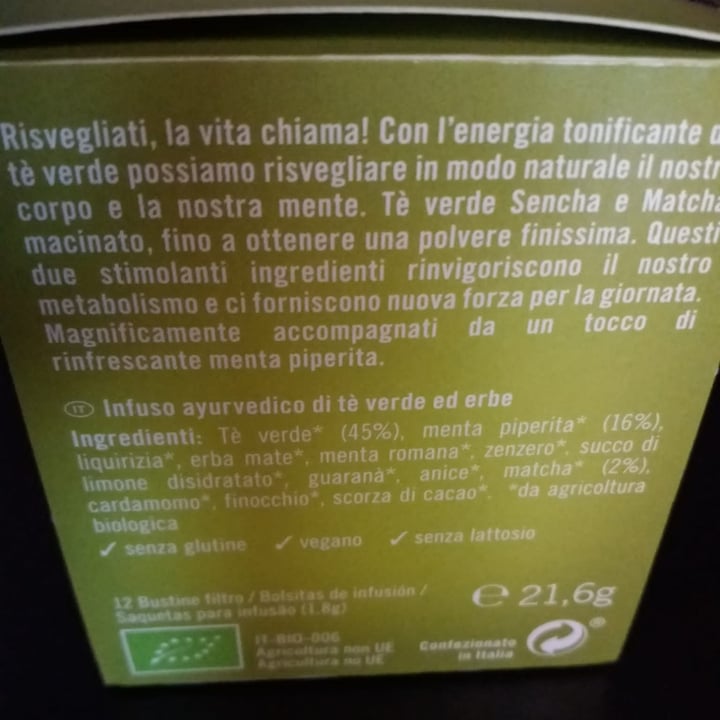 Risvegliati, la vita chiama! Con l'energia tonificante
tè verde possiamo risvegliare in modo naturale il nostr
corpo e la nostra mente. Tè verde Sencha e Matcha
macinato, fino a ottenere una polvere finissima. Questi
due stimolanti ingredienti rinvigoriscono il nostro
metabolismo e ci forniscono nuova forza per la giornata.
Magnificamente accompagnati da un tocco di
rinfrescante menta piperita.
IT Infuso ayurvedico di tè verde ed erbe
Ingredienti: Tè verde* (45%), menta piperita* (16%),
liquirizia*, erba mate*, menta romana*, zenzero*, succo di
limone disidratato*, guaranà*, anice*, matcha* (2%),
cardamomo*, finocchio*, scorza di cacao*. *da agricoltura
biologica
✓ senza glutine ✓ vegano ✓ senza lattosio
12 Bustine filtro / Bolsitas de infusión /
Saquetas para infusão (1.8g)
℮ 21,6g
IT-BIO-006
Agricoltura non UE
Agricultura no UE
Confezionato
in Italia
®